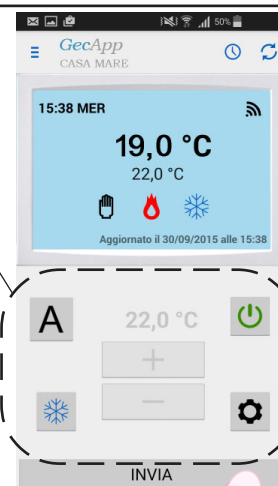 50%
GecApp
CASA MARE
15:38 MER
19,0 °C
22,0 °C
Aggiornato il 30/09/2015 alle 15:38
A
22,0 °C
+
−
INVIA